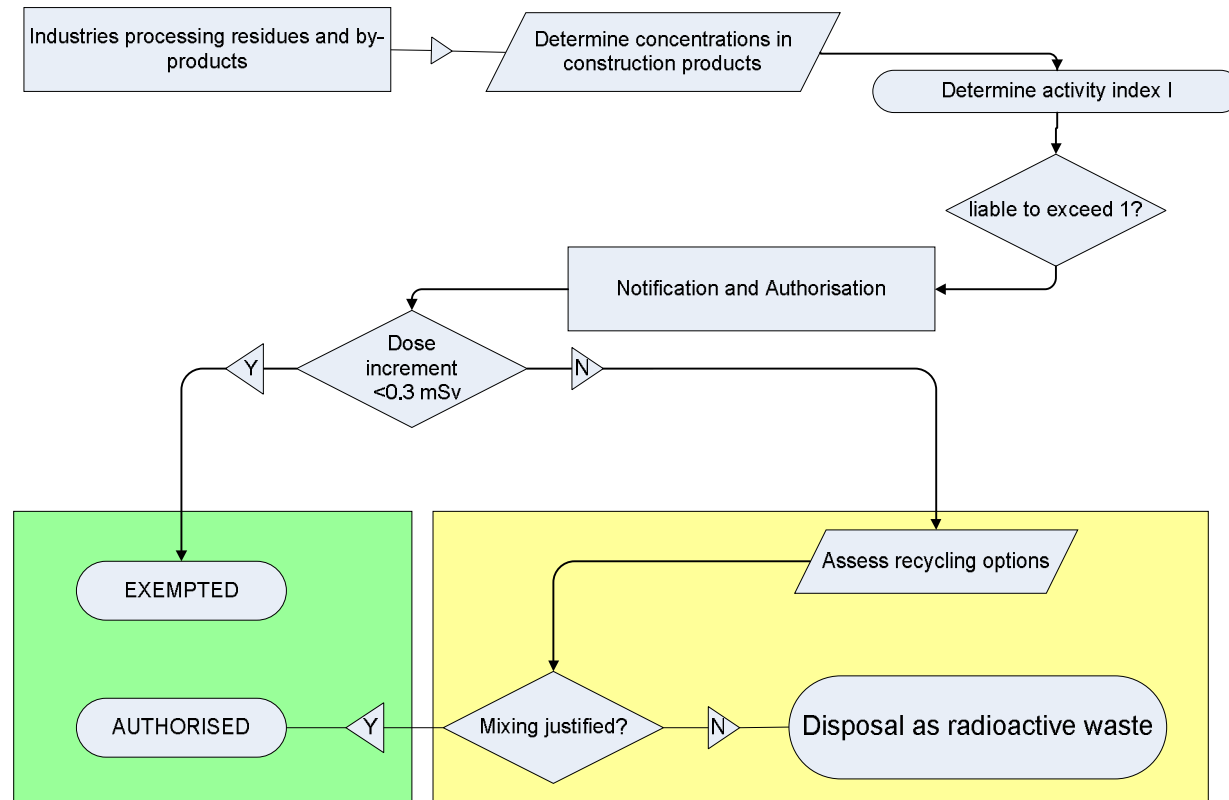 Industries processing residues and by-
products
Determine concentrations in
construction products
Determine activity index I
liable to exceed 1?
Notification and Authorisation
Dose
increment
<0.3 mSv
Y
N
Assess recycling options
EXEMPTED
AUTHORISED
Y
Mixing justified?
N
Disposal as radioactive waste